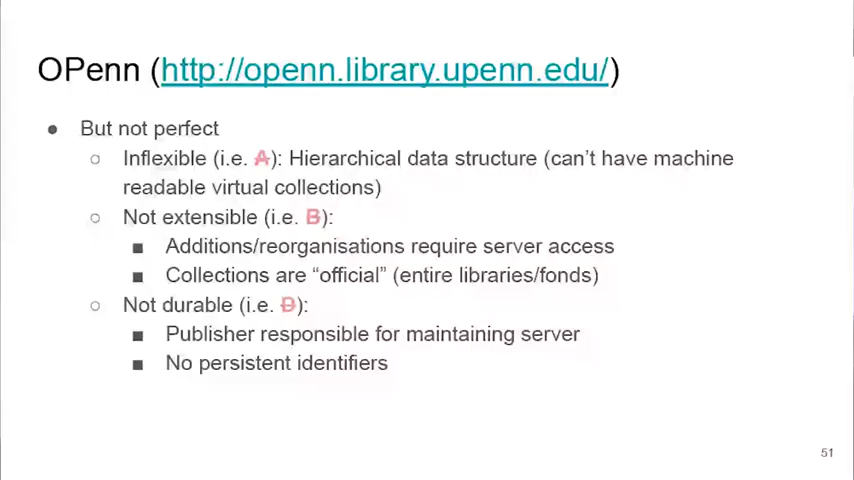 OPenn (http://openn.library.upenn.edu/)
● But not perfect
○ Inflexible (i.e. A): Hierarchical data structure (can’t have machine
readable virtual collections)
○ Not extensible (i.e. B):
■ Additions/reorganisations require server access
■ Collections are “official” (entire libraries/fonds)
○ Not durable (i.e. D):
■ Publisher responsible for maintaining server
■ No persistent identifiers
51